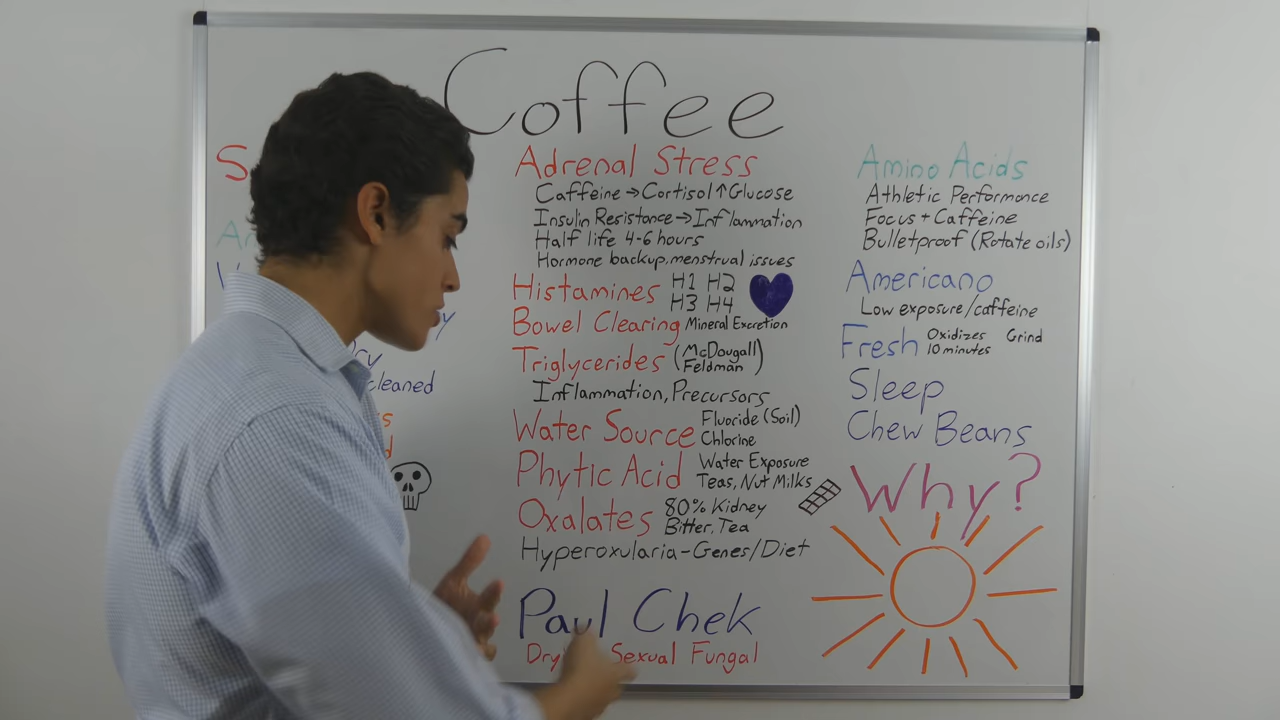 Coffee
cleaned
Adrenal Stress
Caffeine→Cortisol↑Glucose
Insulin Resistance→Inflammation
Half life 4-6 hours
Hormone backup, menstrual issues
Histamines H1 H2
H3 H4
Bowel Clearing Mineral Excretion
Triglycerides (McDougall)
Feldman
Inflammation, Precursors
Water Source Fluoride (Soil)
Chlorine
Phytic Acid Water Exposure
Teas, Nut Milks
Oxalates 80% Kidney
Bitter, Tea
Hyperoxularia-Genes/Diet
Paul Chek
Sexual Fungal
Amino Acids
Athletic Performance
Focus + Caffeine
Bulletproof (Rotate oils)
Americano
Low exposure/caffeine
Fresh Oxidizes Grind
10 minutes
Sleep
Chew Beans
Why?